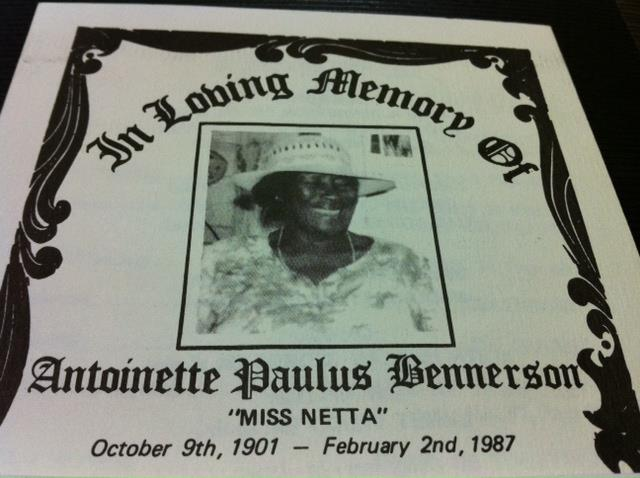 In Loving Memory Of
Antoinette Paulus Bennerson
"MISS NETTA"
October 9th, 1901 — February 2nd, 1987